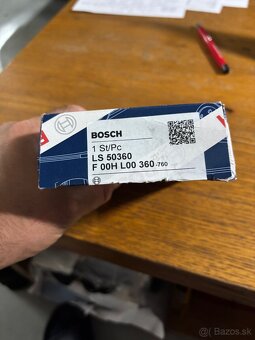 BOSCH
1 St/Pc
LS 50360
F 00H L00 360-760
© bazos.sk